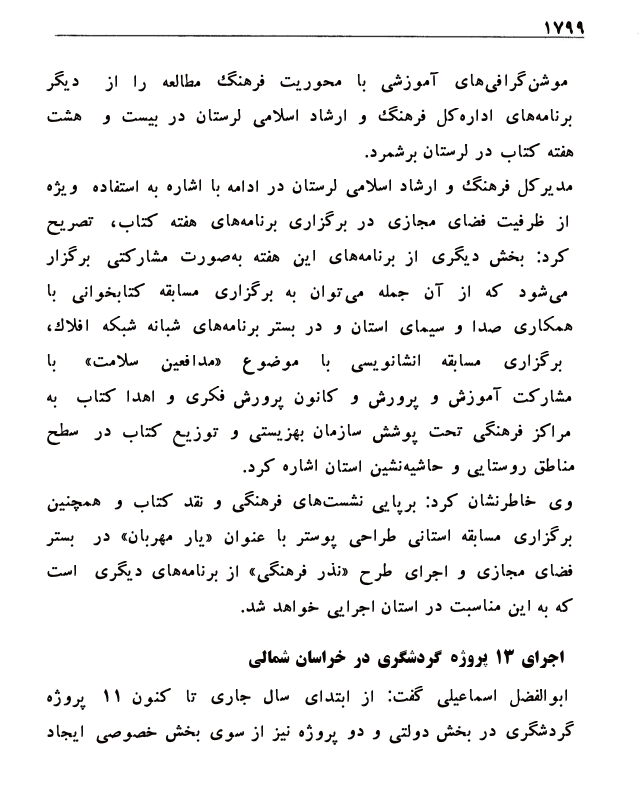 ۱۷۹۹
موشن‌گرافی‌های آموزشی با محوریت فرهنگ مطالعه را از دیگر
برنامه‌های اداره‌کل فرهنگ و ارشاد اسلامی لرستان در بیست و هشت
هفته کتاب در لرستان برشمرد.
مدیرکل فرهنگ و ارشاد اسلامی لرستان در ادامه با اشاره به استفاده ویژه
از ظرفیت فضای مجازی در برگزاری برنامه‌های هفته کتاب، تصریح
کرد: بخش دیگری از برنامه‌های این هفته به‌صورت مشارکتی برگزار
می‌شود که از آن جمله می‌توان به برگزاری مسابقه کتابخوانی با
همکاری صدا و سیمای استان و در بستر برنامه‌های شبانه شبکه افلاک،
برگزاری مسابقه انشانویسی با موضوع «مدافعین سلامت» با
مشارکت آموزش و پرورش و کانون پرورش فکری و اهدا کتاب به
مراکز فرهنگی تحت پوشش سازمان بهزیستی و توزیع کتاب در سطح
مناطق روستایی و حاشیه‌نشین استان اشاره کرد.
وی خاطرنشان کرد: برپایی نشست‌های فرهنگی و نقد کتاب و همچنین
برگزاری مسابقه استانی طراحی پوستر با عنوان «یار مهربان» در بستر
فضای مجازی و اجرای طرح «نذر فرهنگی» از برنامه‌های دیگری است
که به این مناسبت در استان اجرایی خواهد شد.
اجرای ۱۳ پروژه گردشگری در خراسان شمالی
ابوالفضل اسماعیلی گفت: از ابتدای سال جاری تا کنون ۱۱ پروژه
گردشگری در بخش دولتی و دو پروژه نیز از سوی بخش خصوصی ایجاد